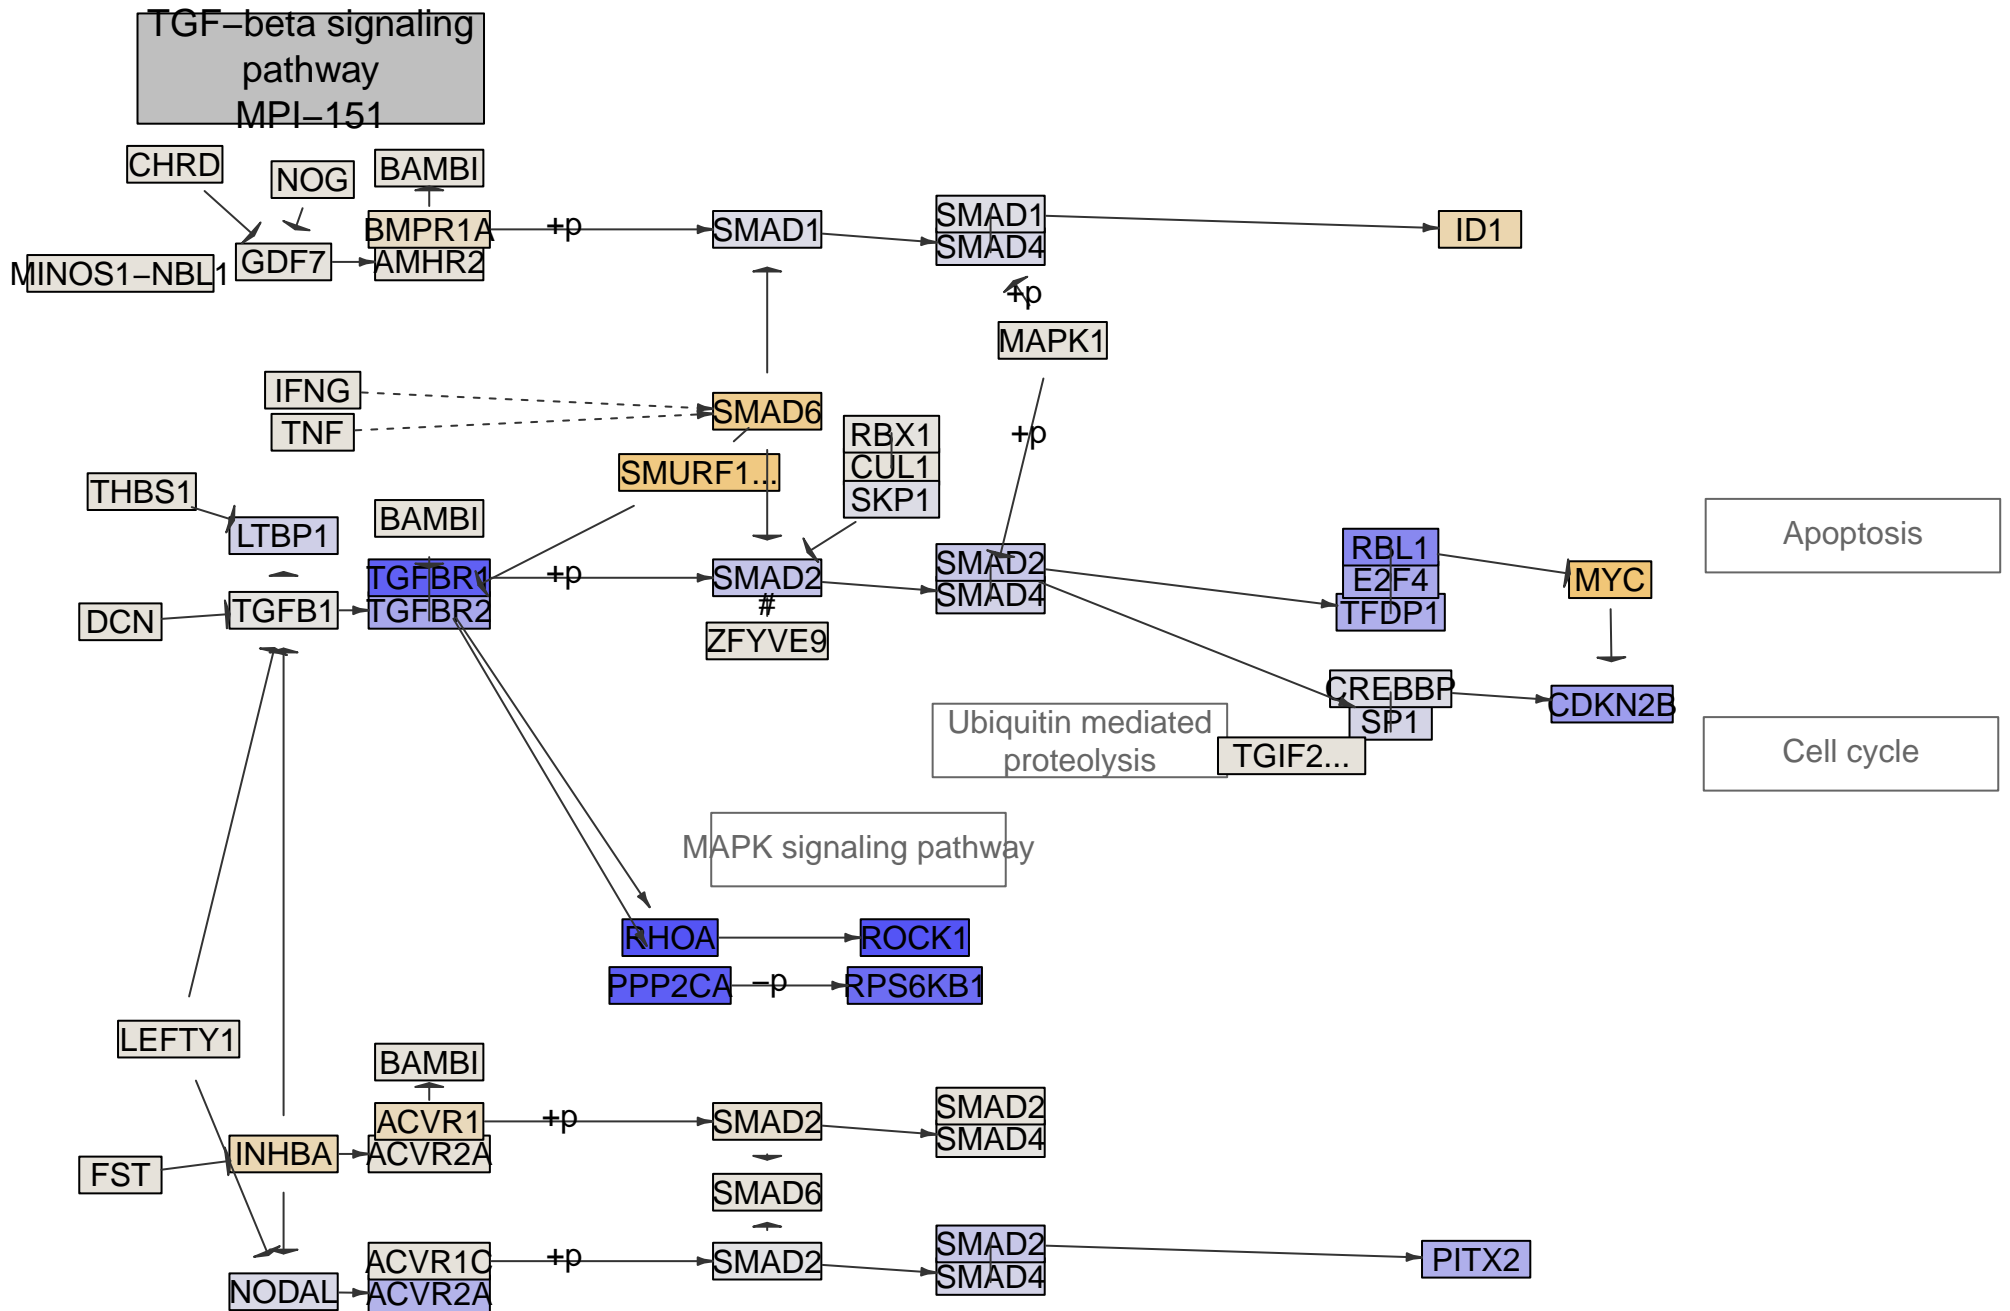 TGF−beta signaling
pathway
MPI−151
CHRD
NOG
BAMBI
BMPR1A
+p
SMAD1
SMAD1
SMAD4
ID1
MINOS1−NBL1
GDF7
AMHR2
+p
MAPK1
IFNG
TNF
SMAD6
RBX1
CUL1
SKP1
+p
SMURF1...
THBS1
LTBP1
BAMBI
TGFBR1
TGFBR2
+p
SMAD2
#
ZFYVE9
SMAD2
SMAD4
RBL1
E2F4
TFDP1
MYC
Apoptosis
DCN
TGFB1
CREBBP
SP1
TGIF2...
CDKN2B
Cell cycle
Ubiquitin mediated
proteolysis
MAPK signaling pathway
RHOA
ROCK1
PPP2CA
−p
RPS6KB1
LEFTY1
BAMBI
ACVR1
ACVR2A
+p
SMAD2
SMAD2
SMAD4
INHBA
FST
SMAD6
ACVR1C
ACVR2A
+p
SMAD2
SMAD2
SMAD4
PITX2
NODAL